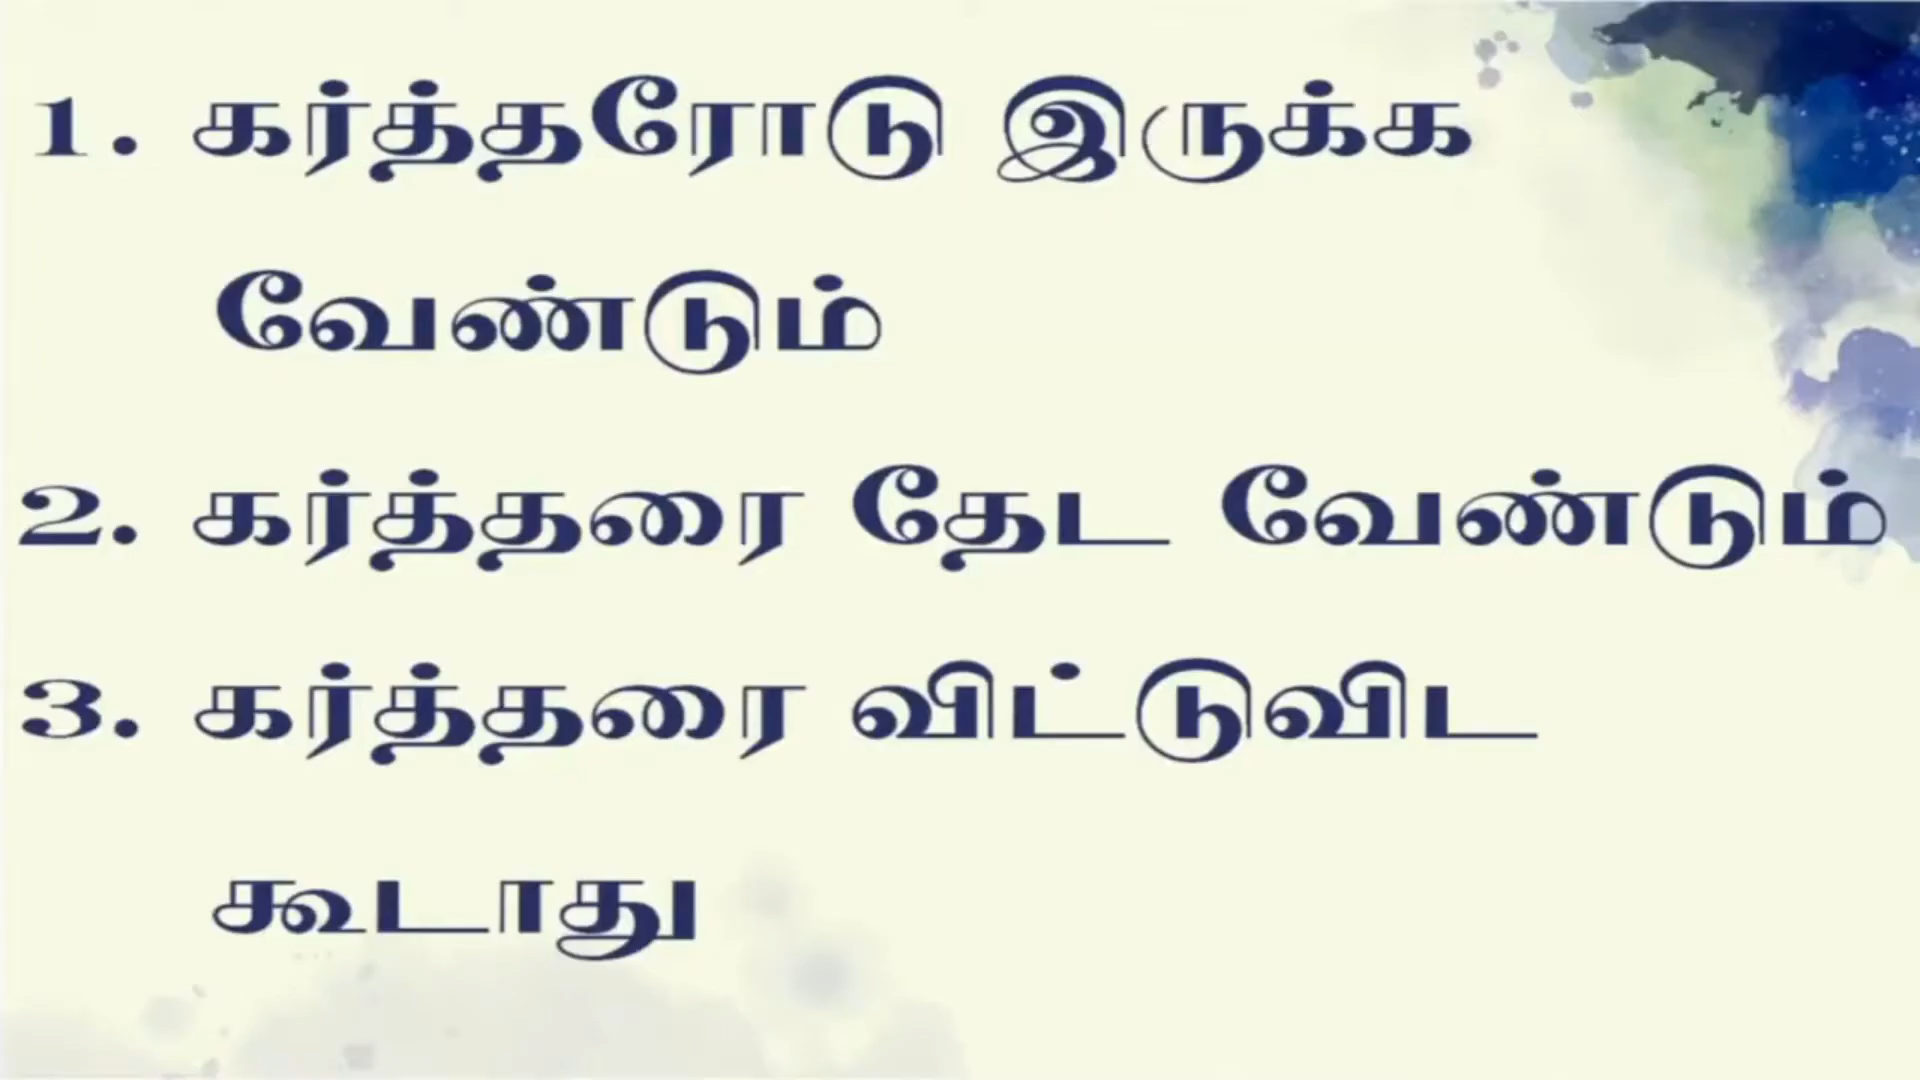 1. கர்த்தரோடு இருக்க
வேண்டும்
2. கர்த்தரை தேட வேண்டும்
3. கர்த்தரை விட்டுவிட
கூடாது